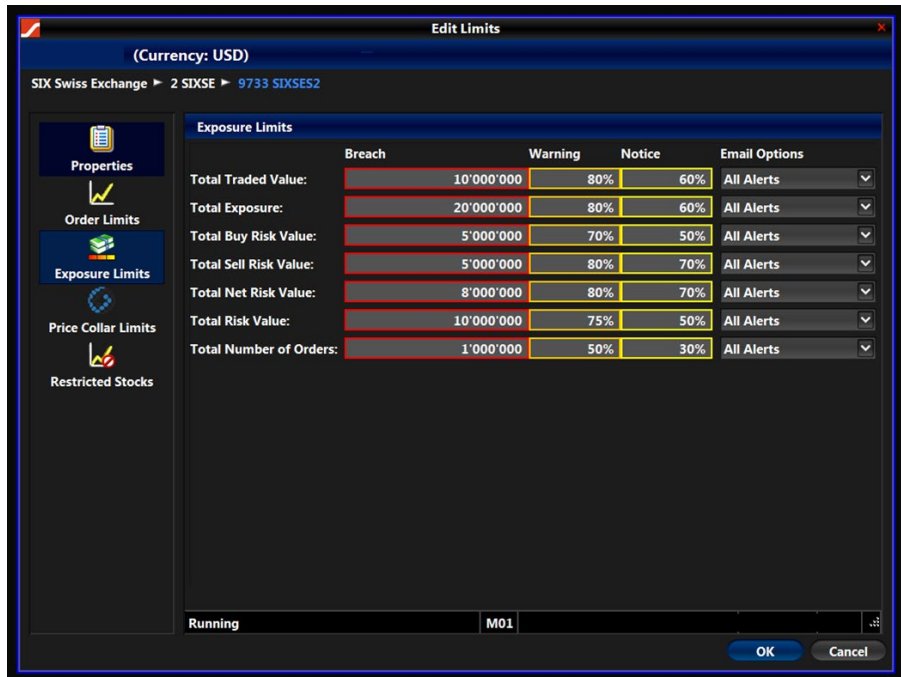 Edit Limits
(Currency: USD)
SIX Swiss Exchange ► 2 SIXSE ► 9733 SIXSES2
Properties
Order Limits
Exposure Limits
Price Collar Limits
Restricted Stocks
Exposure Limits
Breach Warning Notice Email Options
Total Traded Value: 10'000'000 80% 60% All Alerts
Total Exposure: 20'000'000 80% 60% All Alerts
Total Buy Risk Value: 5'000'000 70% 50% All Alerts
Total Sell Risk Value: 5'000'000 80% 70% All Alerts
Total Net Risk Value: 8'000'000 80% 70% All Alerts
Total Risk Value: 10'000'000 75% 50% All Alerts
Total Number of Orders: 1'000'000 50% 30% All Alerts
Running M01
OK Cancel